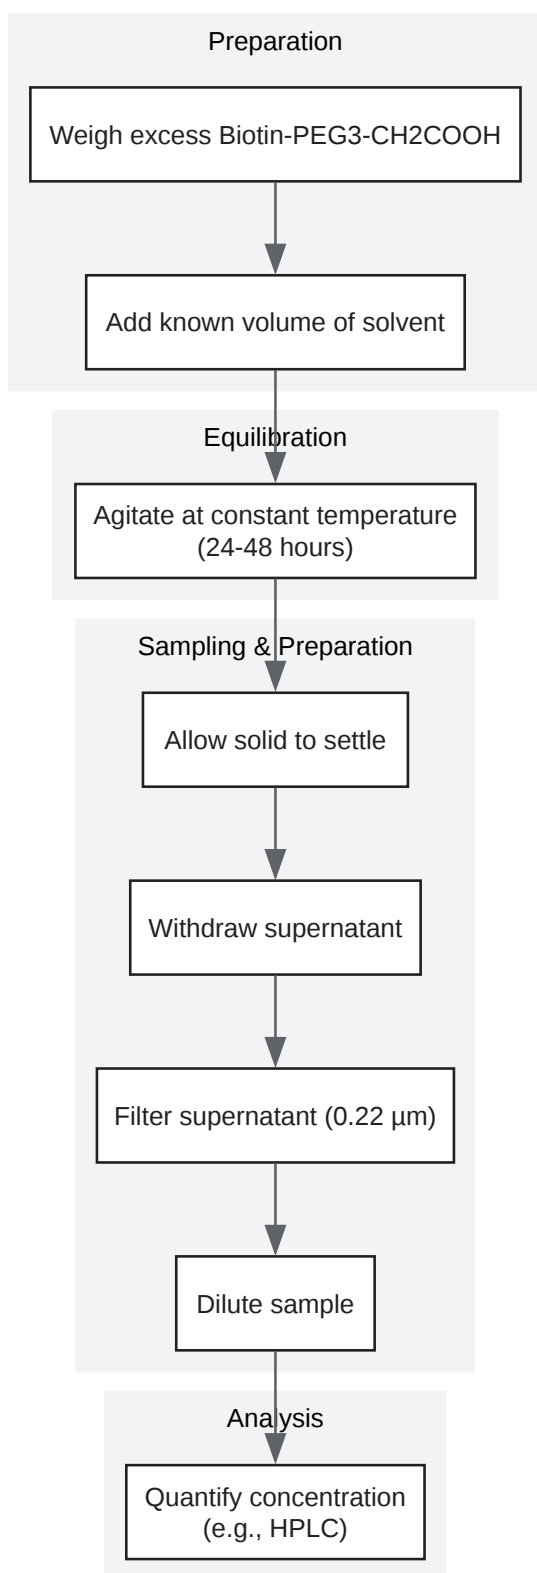 Preparation
Weigh excess Biotin-PEG3-CH2COOH
Add known volume of solvent
Equilibration
Agitate at constant temperature
(24-48 hours)
Sampling & Preparation
Allow solid to settle
Withdraw supernatant
Filter supernatant (0.22 µm)
Dilute sample
Analysis
Quantify concentration
(e.g., HPLC)